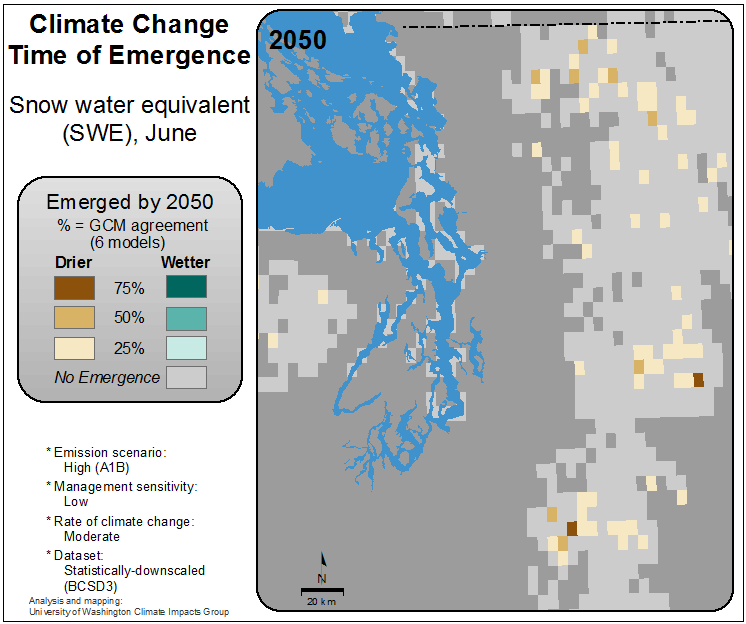 Climate Change
Time of Emergence
Snow water equivalent
(SWE), June
Emerged by 2050
% = GCM agreement
(6 models)
Drier Wetter
75%
50%
25%
No Emergence
* Emission scenario:
High (A1B)
* Management sensitivity:
Low
* Rate of climate change:
Moderate
* Dataset:
Statistically-downscaled
(BCSD3)
Analysis and mapping:
University of Washington Climate Impacts Group
2050
N
20 km